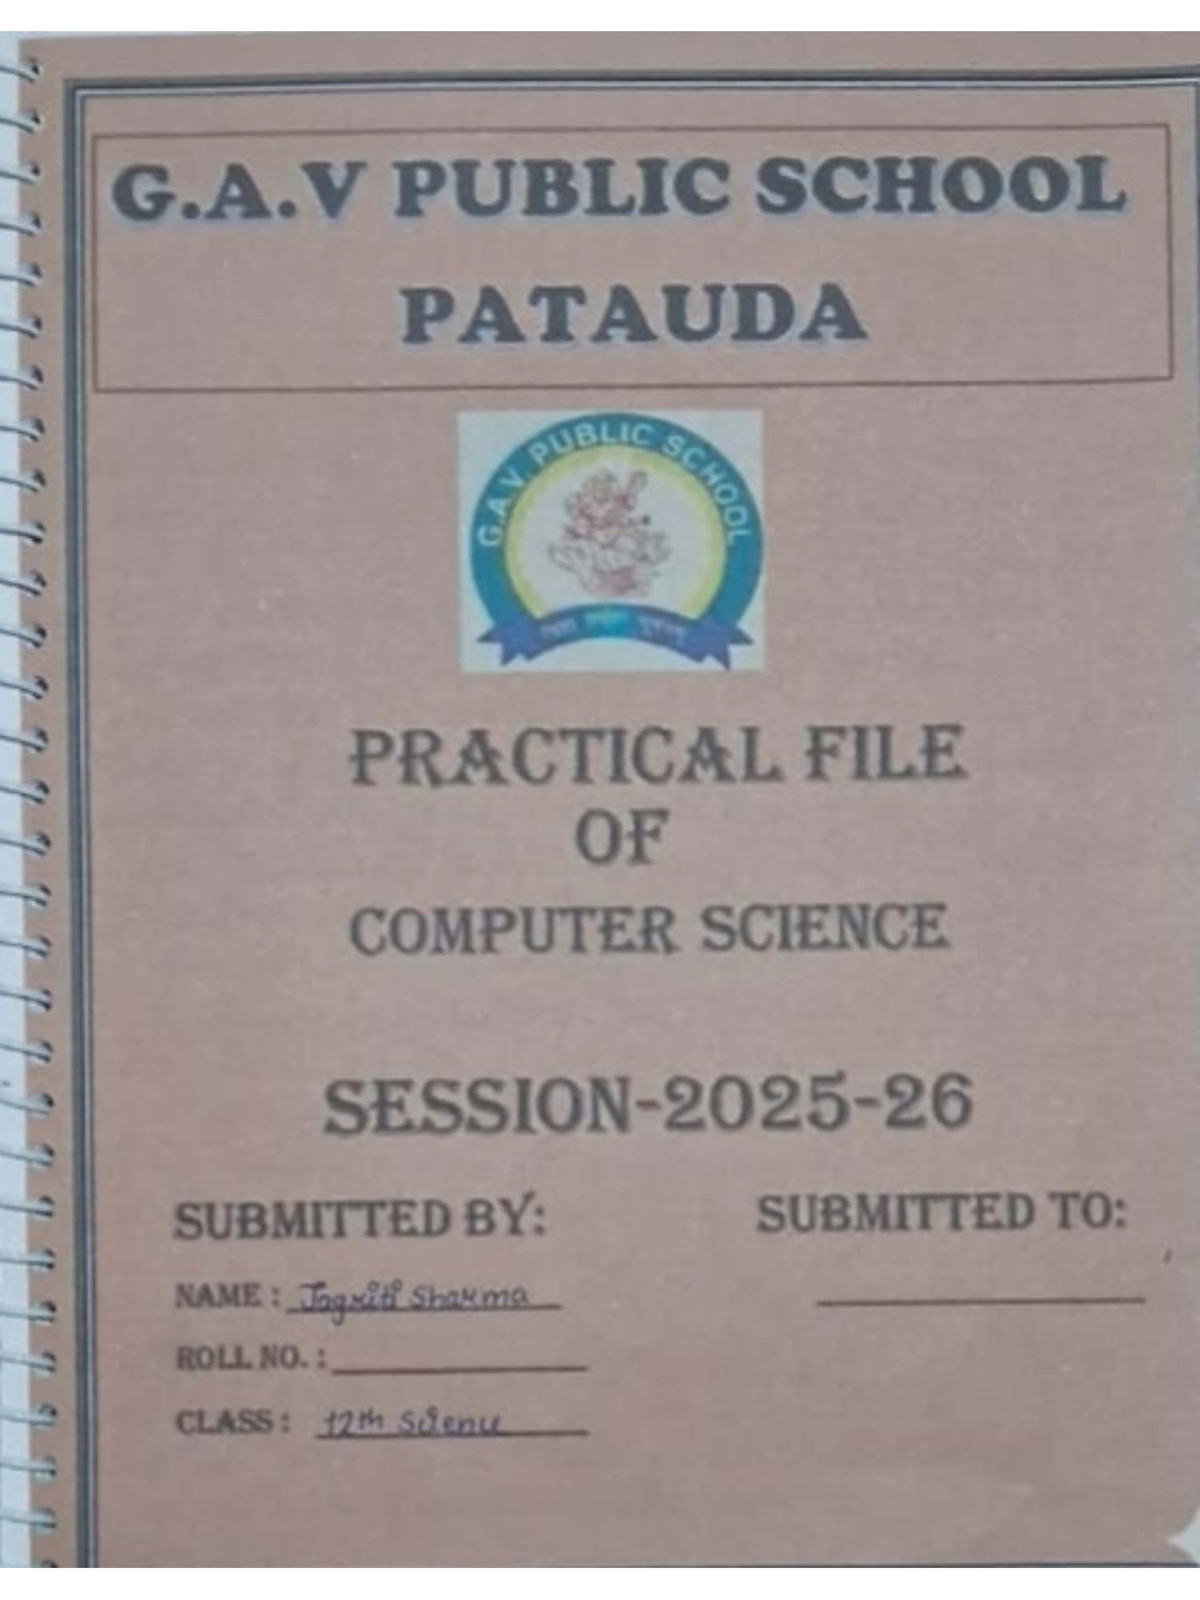 G.A.V PUBLIC SCHOOL
PATAUDA
G.A.V. PUBLIC SCHOOL
PRACTICAL FILE
OF
COMPUTER SCIENCE
SESSION-2025-26
SUBMITTED BY:
SUBMITTED TO:
NAME : Jagriti Sharma
ROLL NO. :
CLASS : 12th Science